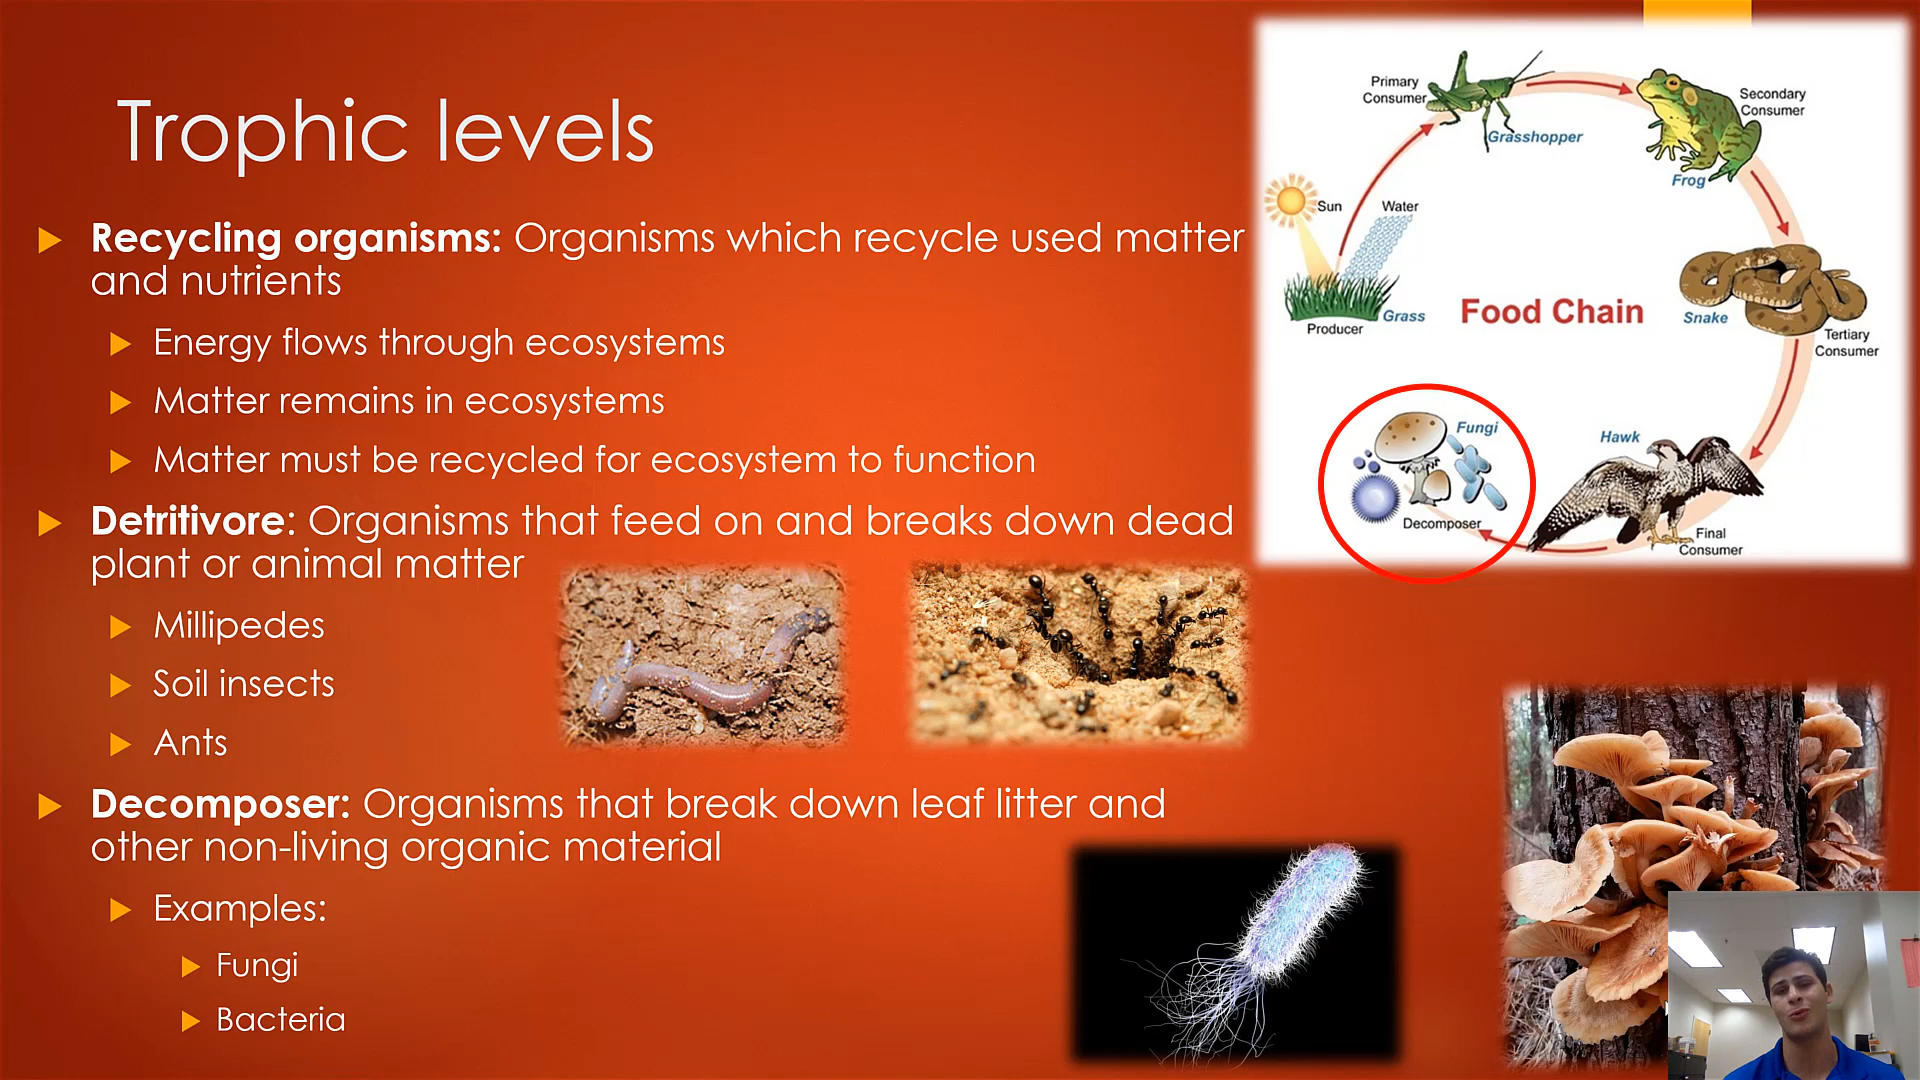 Trophic levels
Recycling organisms: Organisms which recycle used matter
and nutrients
Energy flows through ecosystems
Matter remains in ecosystems
Matter must be recycled for ecosystem to function
Detritivore: Organisms that feed on and breaks down dead
plant or animal matter
Millipedes
Soil insects
Ants
Decomposer: Organisms that break down leaf litter and
other non-living organic material
Examples:
Fungi
Bacteria
Primary
Consumer
Grasshopper
Secondary
Consumer
Frog
Sun
Water
Grass
Producer
Food Chain
Snake
Tertiary
Consumer
Fungi
Decomposer
Hawk
Final
Consumer